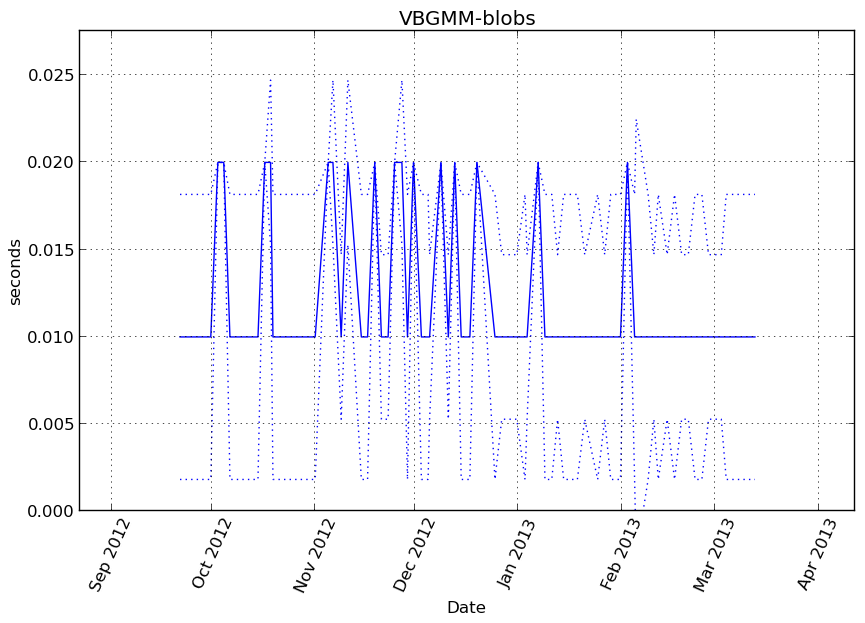 VBGMM-blobs
0.025
0.020
0.015
0.010
0.005
0.000
seconds
Sep 2012
Oct 2012
Nov 2012
Dec 2012
Jan 2013
Feb 2013
Mar 2013
Apr 2013
Date